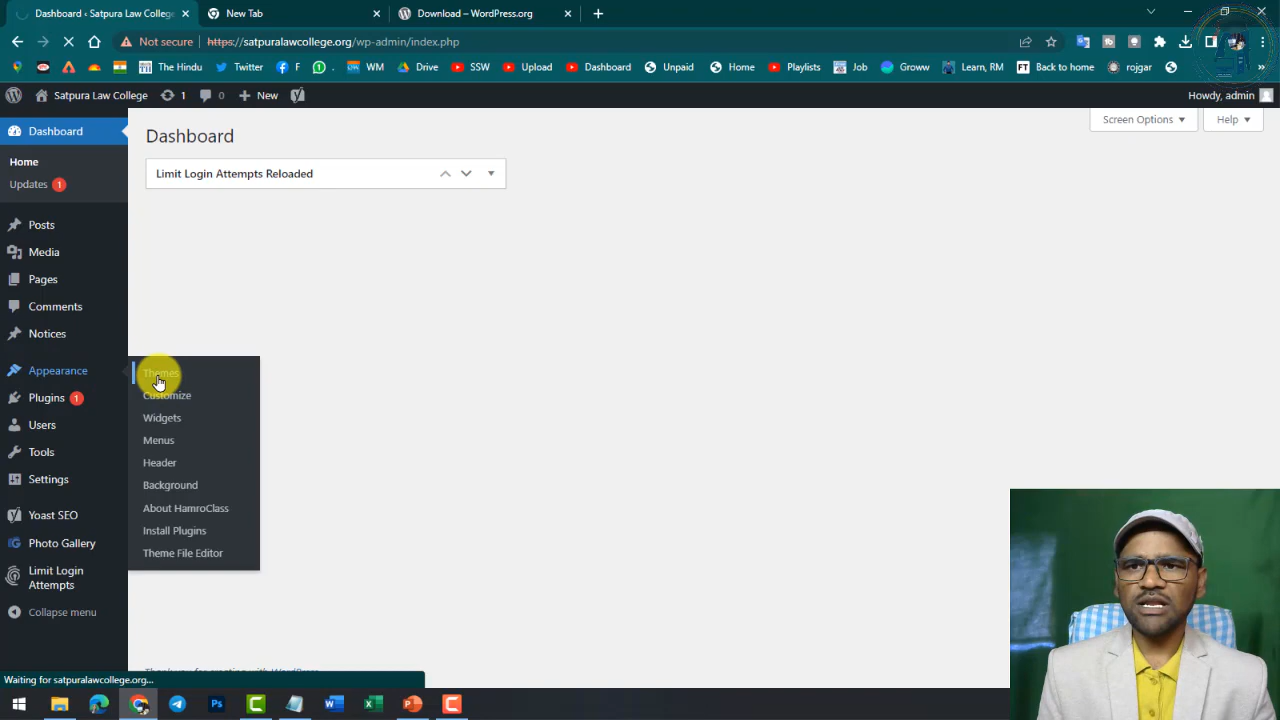 Dashboard ‹ Satpura Law College
New Tab
Download – WordPress.org
Not secure
https://satpuralawcollege.org/wp-admin/index.php
The Hindu
Twitter
F
WM
Drive
SSW
Upload
Dashboard
Unpaid
Home
Playlists
Job
Groww
Learn, RM
FT
Back to home
rojgar
»
Satpura Law College
1
0
New
Howdy, admin
Dashboard
Home
Updates 1
Posts
Media
Pages
Comments
Notices
Appearance
Plugins 1
Users
Tools
Settings
Yoast SEO
Photo Gallery
Limit Login
Attempts
Collapse menu
Themes
Customize
Widgets
Menus
Header
Background
About HamroClass
Install Plugins
Theme File Editor
Dashboard
Screen Options
Help
Limit Login Attempts Reloaded
Waiting for satpuralawcollege.org...
Ps